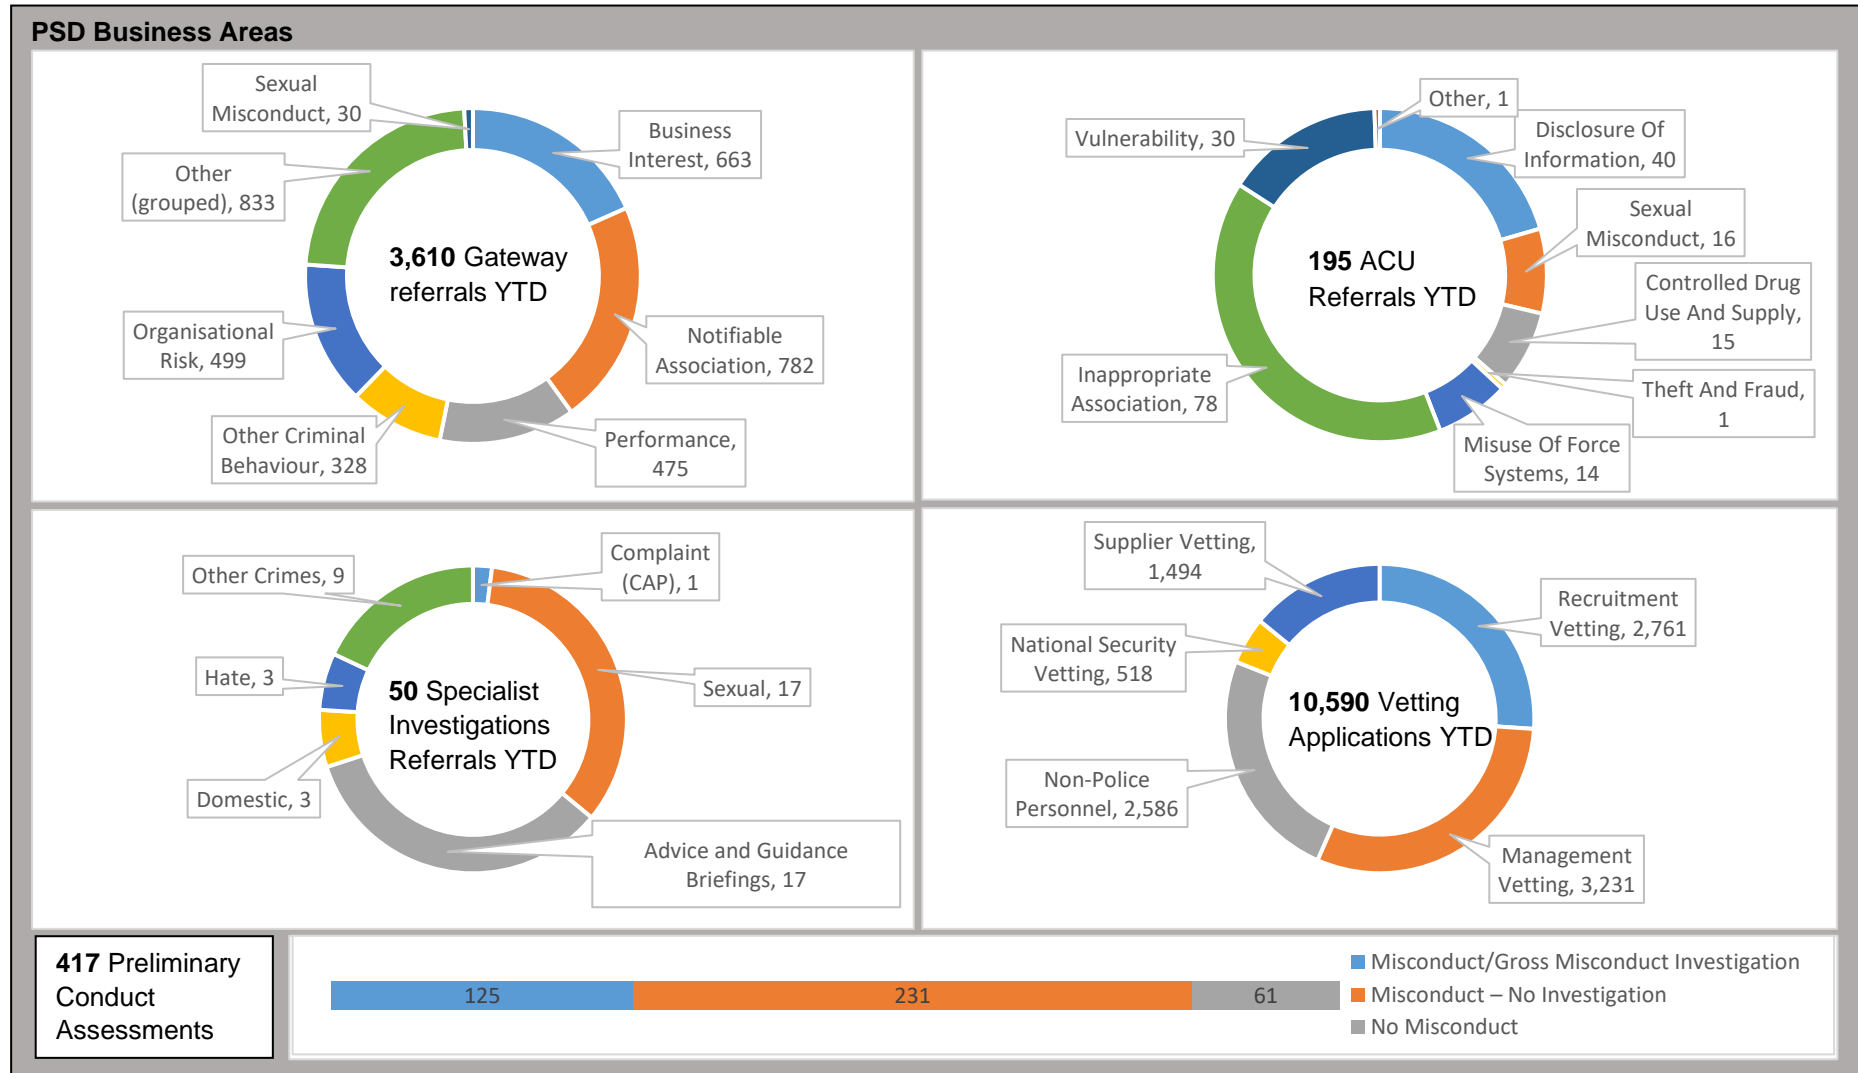 PSD Business Areas
Sexual
Misconduct, 30
Business
Interest, 663
Other
(grouped), 833
3,610 Gateway
referrals YTD
Organisational
Risk, 499
Notifiable
Association, 782
Other Criminal
Behaviour, 328
Performance,
475
Other, 1
Vulnerability, 30
Disclosure Of
Information, 40
Sexual
Misconduct, 16
195 ACU
Referrals YTD
Controlled Drug
Use And Supply,
15
Inappropriate
Association, 78
Theft And Fraud,
1
Misuse Of Force
Systems, 14
Complaint
(CAP), 1
Other Crimes, 9
Hate, 3
Sexual, 17
50 Specialist
Investigations
Referrals YTD
Domestic, 3
Advice and Guidance
Briefings, 17
Supplier Vetting,
1,494
Recruitment
Vetting, 2,761
National Security
Vetting, 518
10,590 Vetting
Applications YTD
Non-Police
Personnel, 2,586
Management
Vetting, 3,231
417 Preliminary
Conduct
Assessments
125 231 61
Misconduct/Gross Misconduct Investigation
Misconduct – No Investigation
No Misconduct